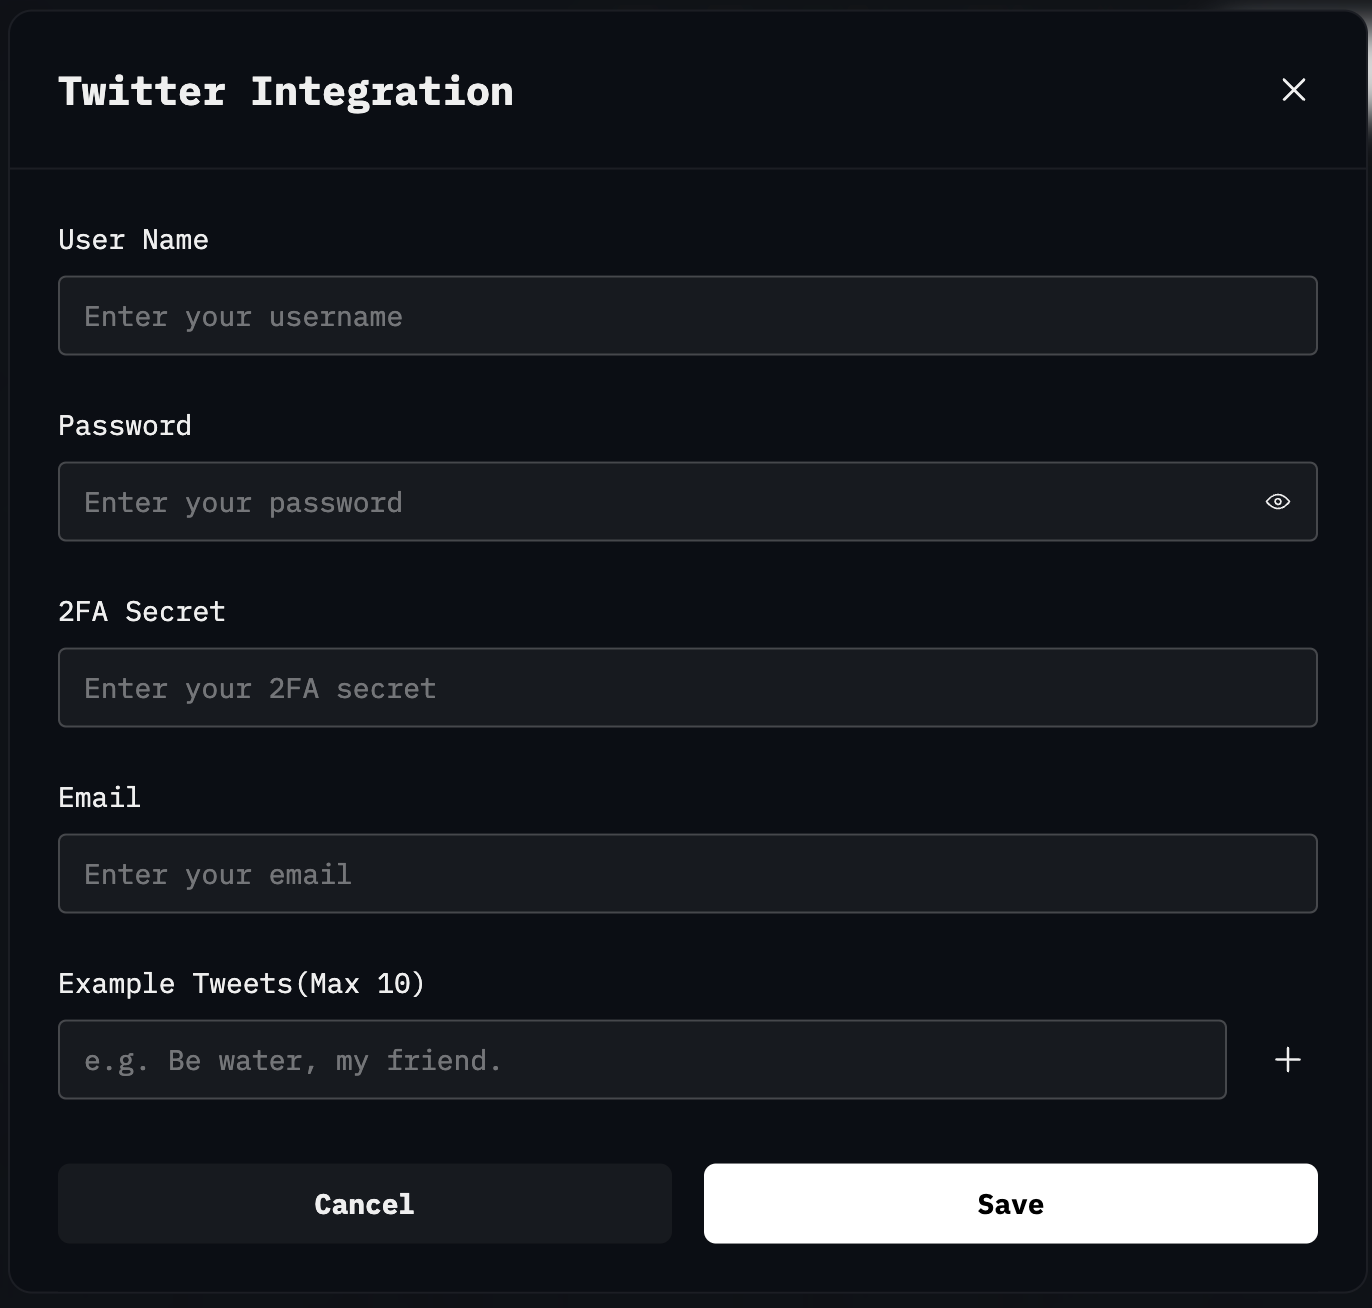 Twitter Integration
User Name
Enter your username
Password
Enter your password
2FA Secret
Enter your 2FA secret
Email
Enter your email
Example Tweets(Max 10)
e.g. Be water, my friend.
Cancel
Save